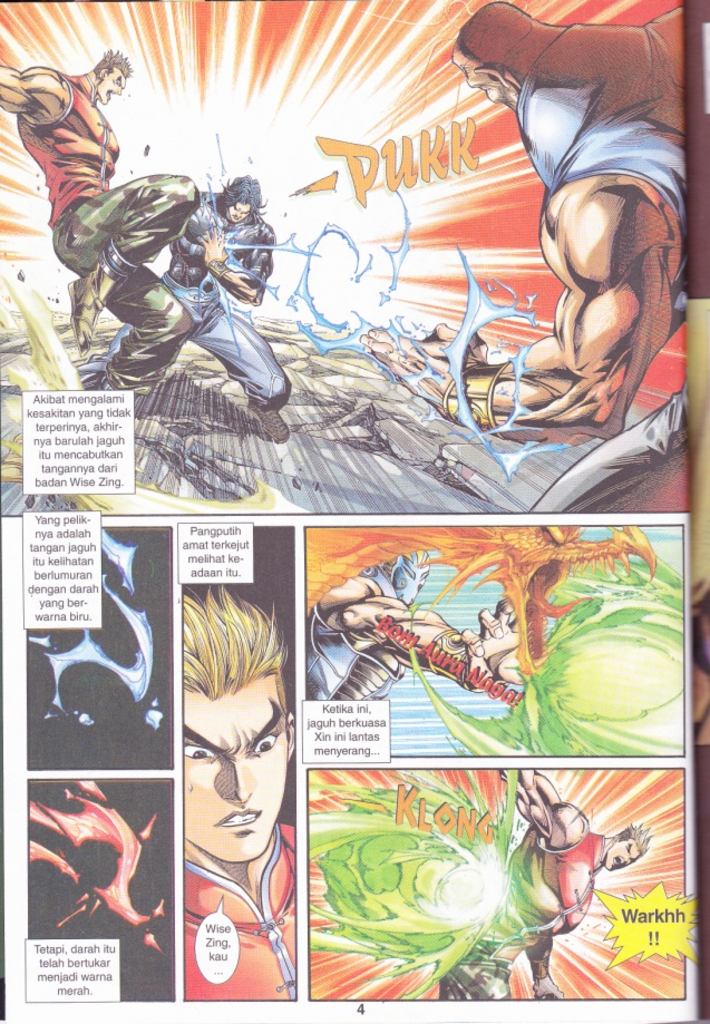 PUKK
Akibat mengalami
kesakitan yang tidak
terperinya, akhir-
nya barulah jaguh
itu mencabutkan
tangannya dari
badan Wise Zing.
Yang pelik-
nya adalah
tangan jaguh
itu kelihatan
berlumuran
dengan darah
yang ber-
warna biru.
Tetapi, darah itu
telah bertukar
menjadi warna
merah.
Pangputih
amat terkejut
melihat ke-
adaan itu.
Wise
Zing,
kau
...
BOM AURA NAGA!
Ketika ini,
jaguh berkuasa
Xin ini lantas
menyerang...
KLONG
Warkhh
!!
4